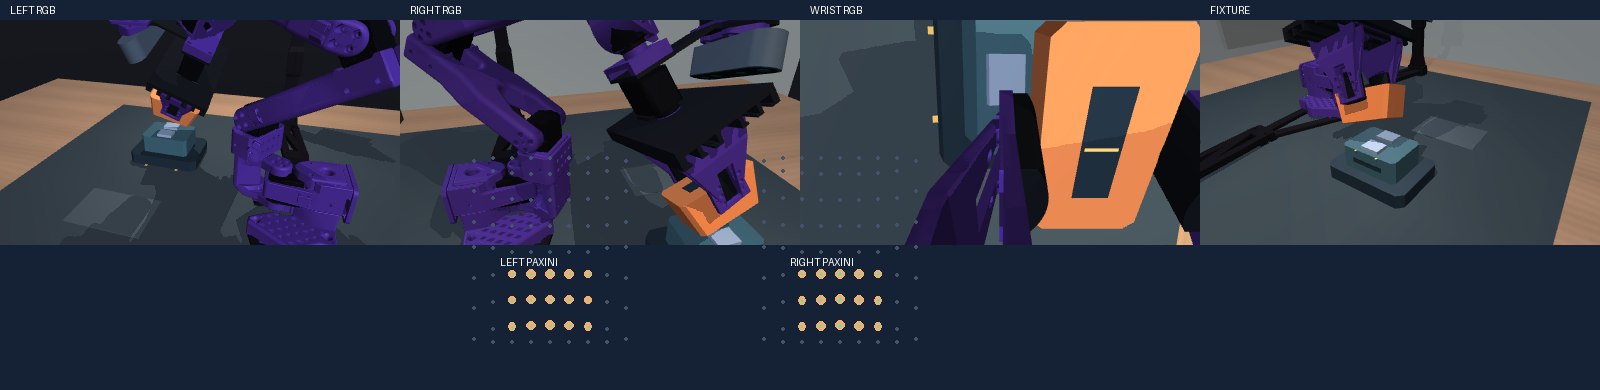 LEFT RGB
RIGHT RGB
WRIST RGB
FIXTURE
LEFT PAXINI
RIGHT PAXINI